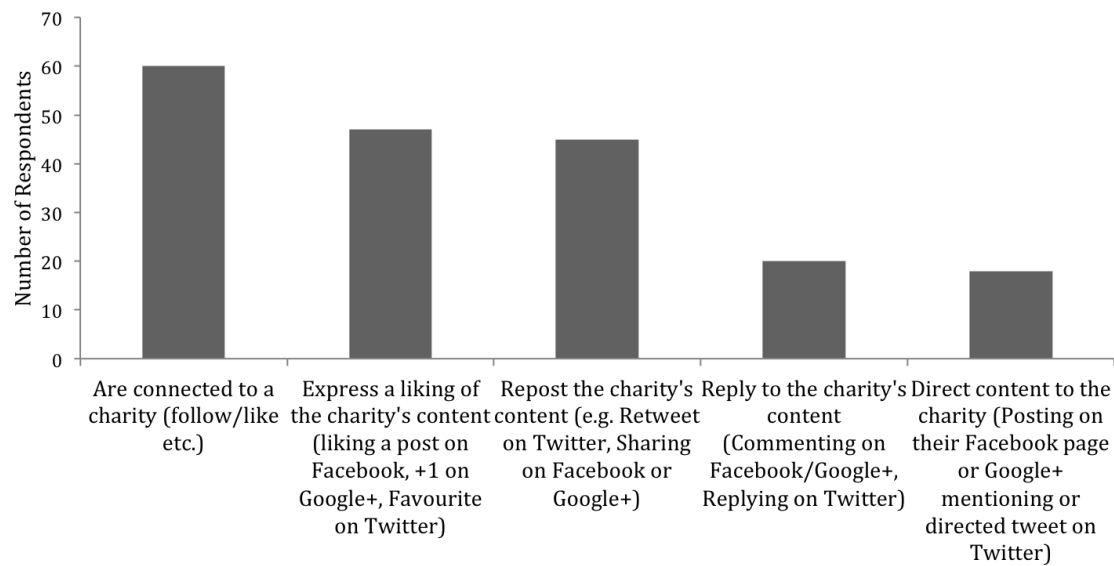 70
60
50
40
30
20
10
0
Number of Respondents
Are connected to a
charity (follow/like
etc.)
Express a liking of
the charity's content
(liking a post on
Facebook, +1 on
Google+, Favourite
on Twitter)
Repost the charity's
content (e.g. Retweet
on Twitter, Sharing
on Facebook or
Google+)
Reply to the charity's
content
(Commenting on
Facebook/Google+,
Replying on Twitter)
Direct content to the
charity (Posting on
their Facebook page
or Google+
mentioning or
directed tweet on
Twitter)